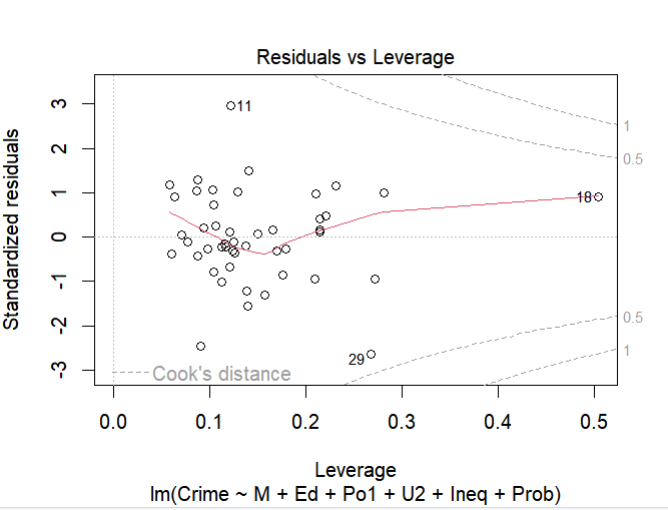 Residuals vs Leverage
Standardized residuals
3
2
1
0
-1
-2
-3
11
18
29
1
0.5
0.5
1
Cook's distance
0.0 0.1 0.2 0.3 0.4 0.5
Leverage
lm(Crime ~ M + Ed + Po1 + U2 + Ineq + Prob)